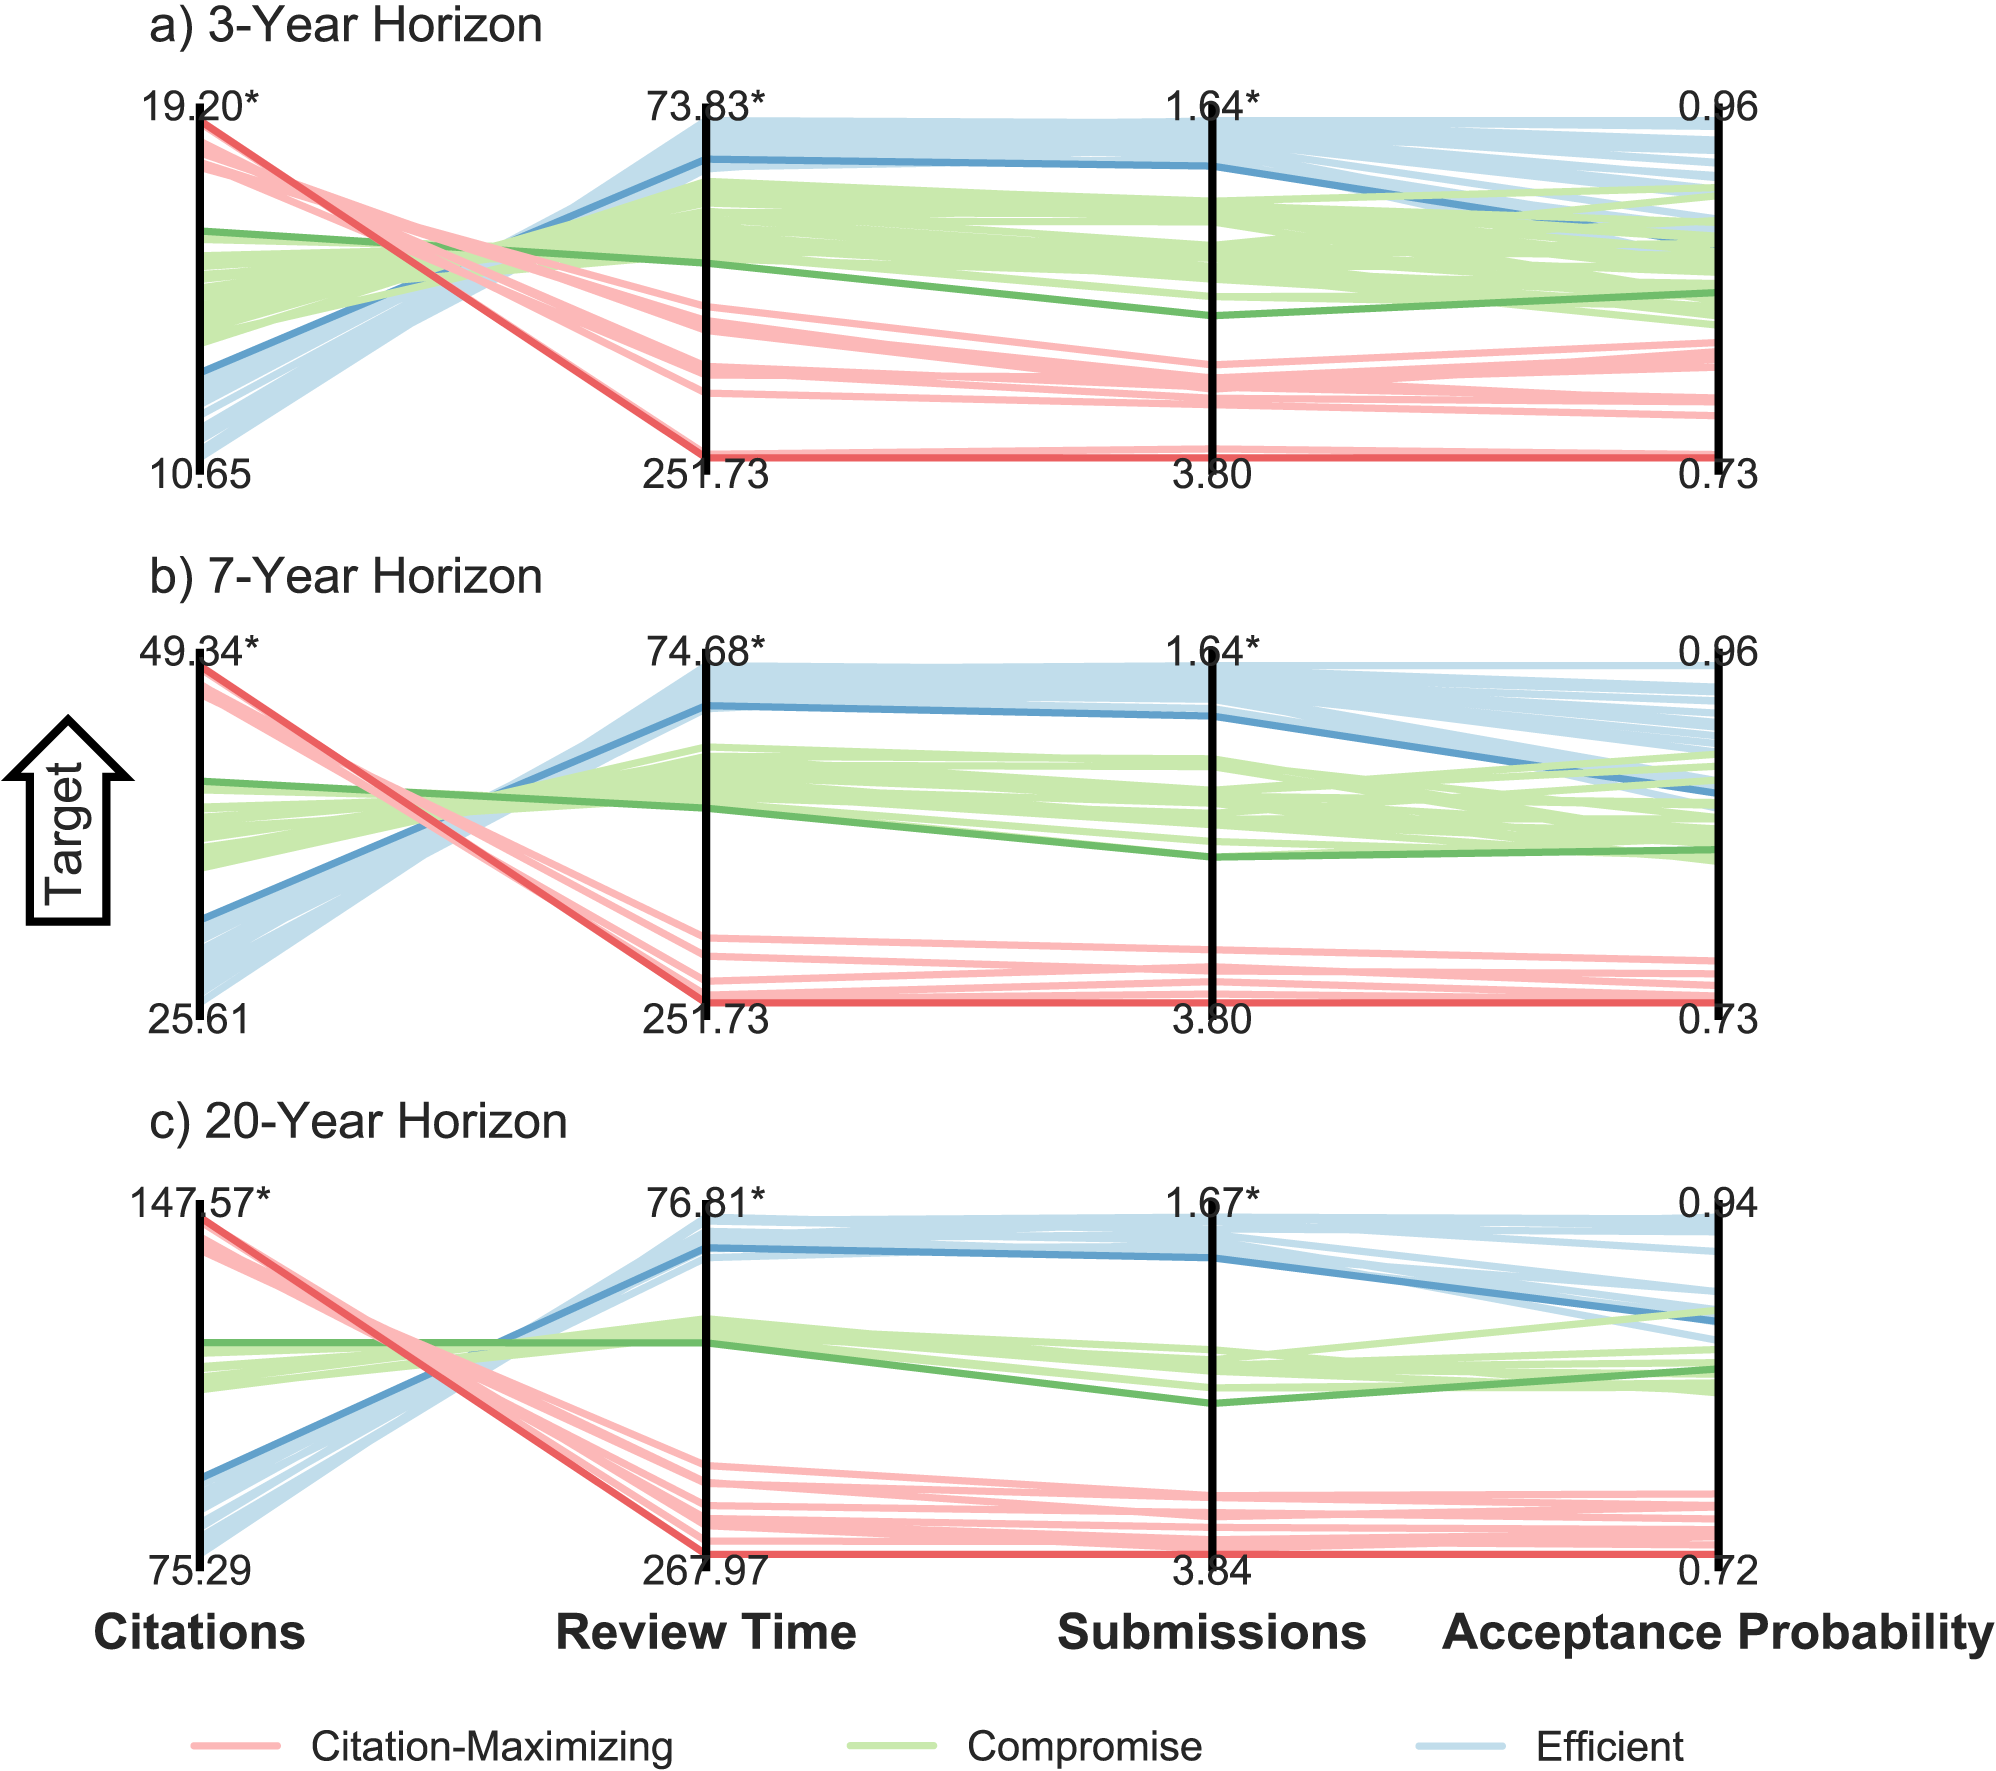 a) 3-Year Horizon
19.20* 73.83* 1.64* 0.96
10.65 251.73 3.80 0.73
b) 7-Year Horizon
49.34* 74.68* 1.64* 0.96
Target
25.61 251.73 3.80 0.73
c) 20-Year Horizon
147.57* 76.81* 1.67* 0.94
75.29 267.97 3.84 0.72
Citations Review Time Submissions Acceptance Probability
Citation-Maximizing Compromise Efficient